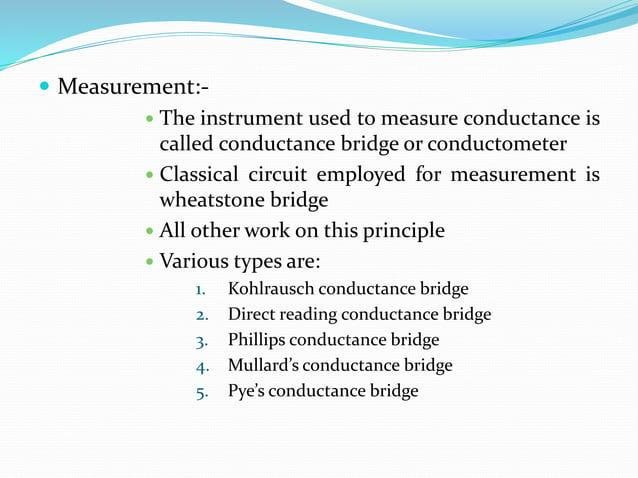 Measurement:-
The instrument used to measure conductance is
called conductance bridge or conductometer
Classical circuit employed for measurement is
wheatstone bridge
All other work on this principle
Various types are:
1. Kohlrausch conductance bridge
2. Direct reading conductance bridge
3. Phillips conductance bridge
4. Mullard's conductance bridge
5. Pye's conductance bridge